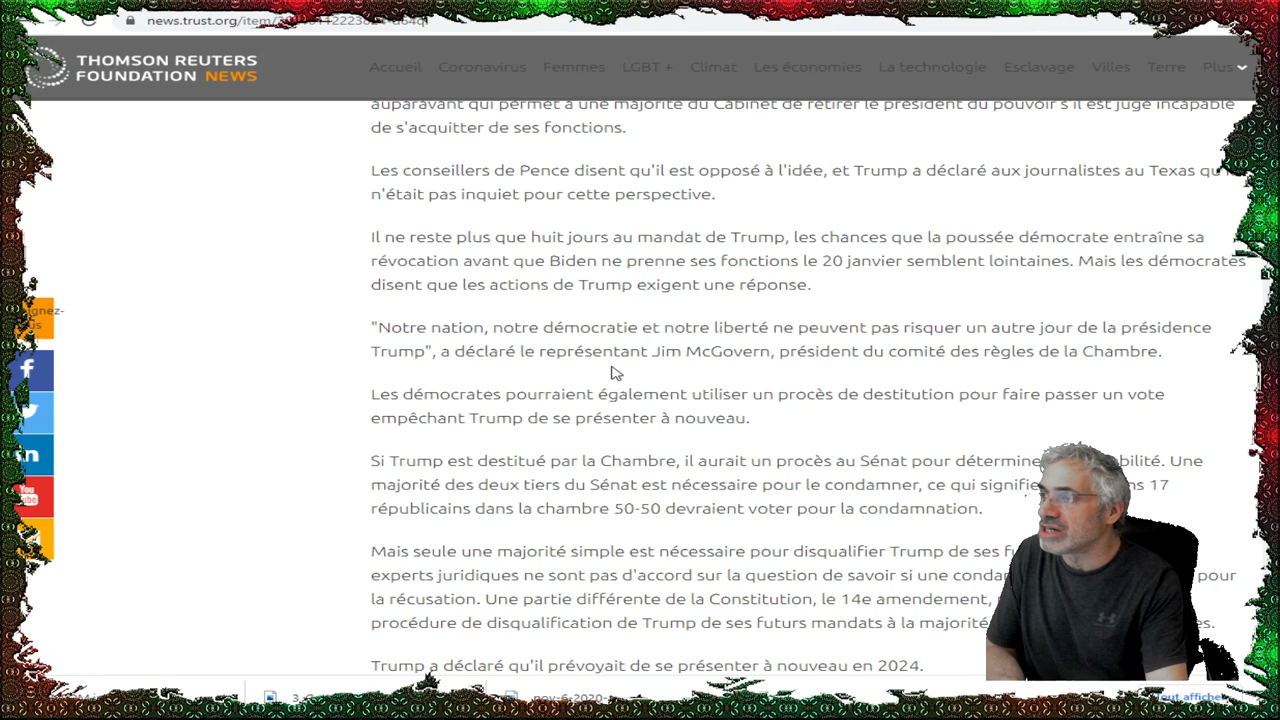 news.trust.org/item/
THOMSON REUTERS
FOUNDATION NEWS
Accueil Coronavirus Femmes LGBT + Climat Les économies La technologie Esclavage Villes Terre Plus
auparavant qui permet à une majorité du Cabinet de retirer le président du pouvoir s'il est jugé incapable
de s'acquitter de ses fonctions.
Les conseillers de Pence disent qu'il est opposé à l'idée, et Trump a déclaré aux journalistes au Texas
n'était pas inquiet pour cette perspective.
Il ne reste plus que huit jours au mandat de Trump, les chances que la poussée démocrate entraîne sa
révocation avant que Biden ne prenne ses fonctions le 20 janvier semblent lointaines. Mais les démocrates
disent que les actions de Trump exigent une réponse.
"Notre nation, notre démocratie et notre liberté ne peuvent pas risquer un autre jour de la présidence
Trump", a déclaré le représentant Jim McGovern, président du comité des règles de la Chambre.
Les démocrates pourraient également utiliser un procès de destitution pour faire passer un vote
empêchant Trump de se présenter à nouveau.
Si Trump est destitué par la Chambre, il aurait un procès au Sénat pour Une
majorité des deux tiers du Sénat est nécessaire pour le condamner, ce qui 17
républicains dans la chambre 50-50 devraient voter pour la condamnation.
Mais seule une majorité simple est nécessaire pour disqualifier Trump de ses
experts juridiques ne sont pas d'accord sur la question de savoir si une pour
la récusation. Une partie différente de la Constitution, le 14e amendement,
procédure de disqualification de Trump de ses futurs mandats à la
Trump a déclaré qu'il prévoyait de se présenter à nouveau en 2024.
You
nov-6-2020-
Tout afficher